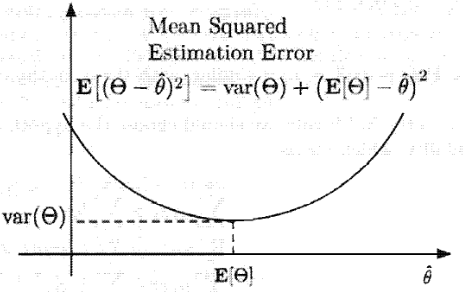 Mean Squared
Estimation Error
E[(Θ − θ̂)²] = var(Θ) + (E[Θ] − θ̂)²
var(Θ)
E[Θ]
θ̂